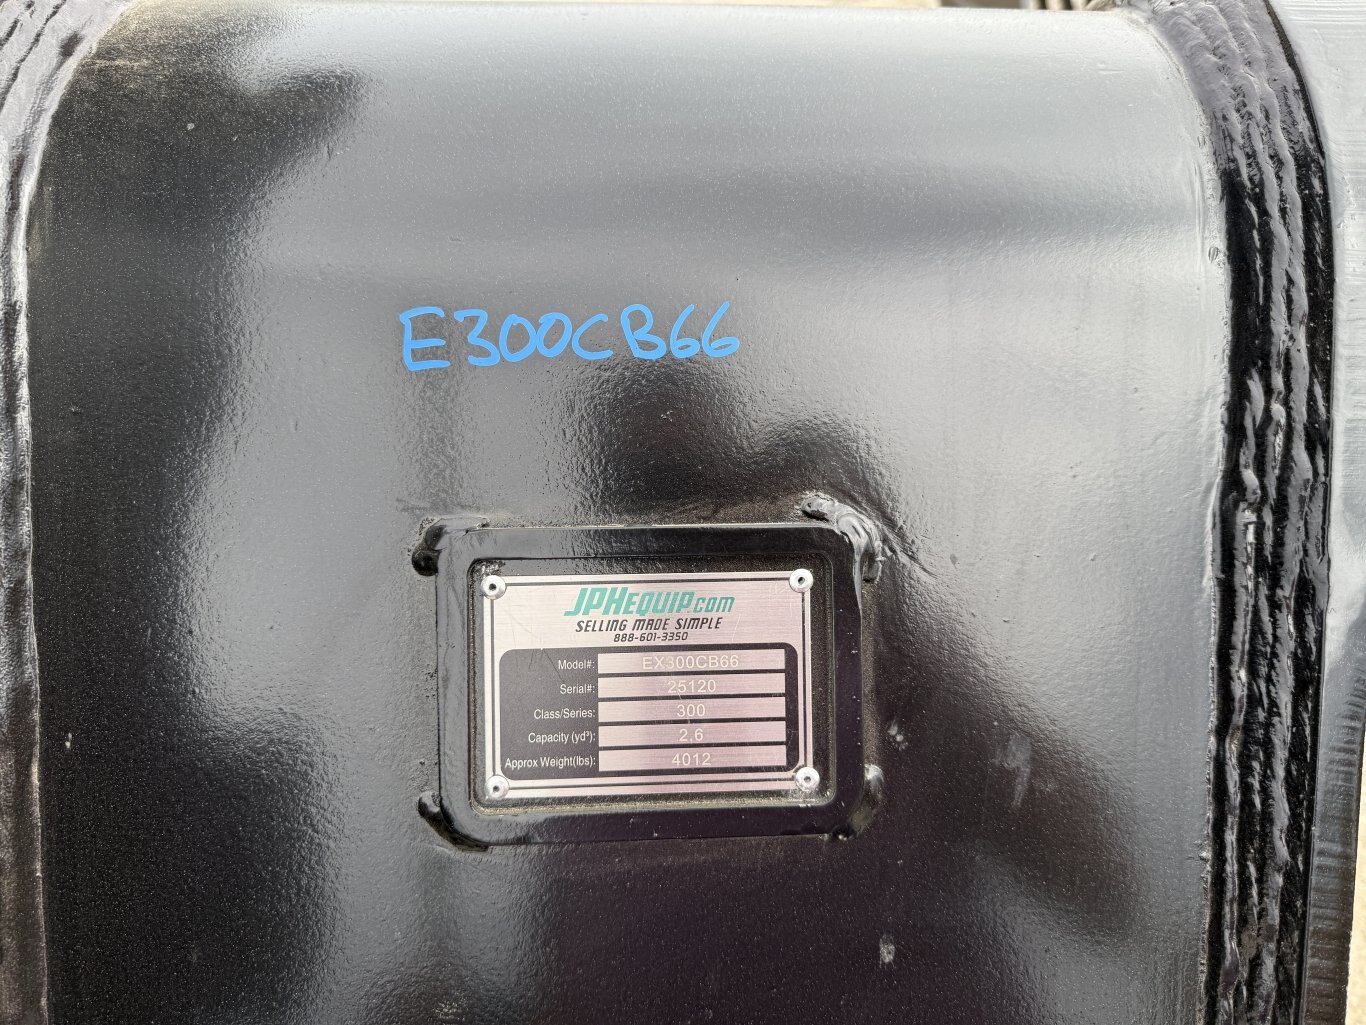 E300CB66
JPHEQUIP.COM
SELLING MADE SIMPLE
888-601-3350
Model#: EX300CB66
Serial#: 25120
Class/Series: 300
Capacity (yd³): 2.6
Approx Weight(lbs): 4012